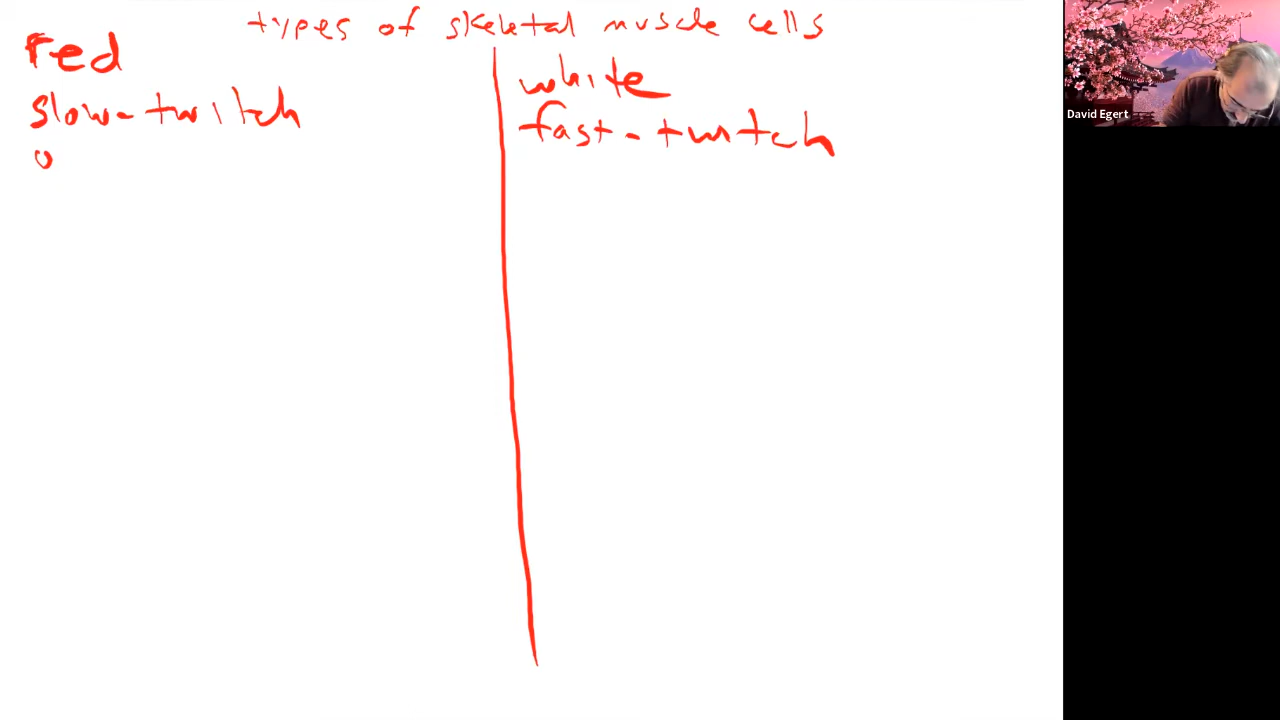 types of skeletal muscle cells
red
slow-twitch
o
white
fast-twitch
David Egert